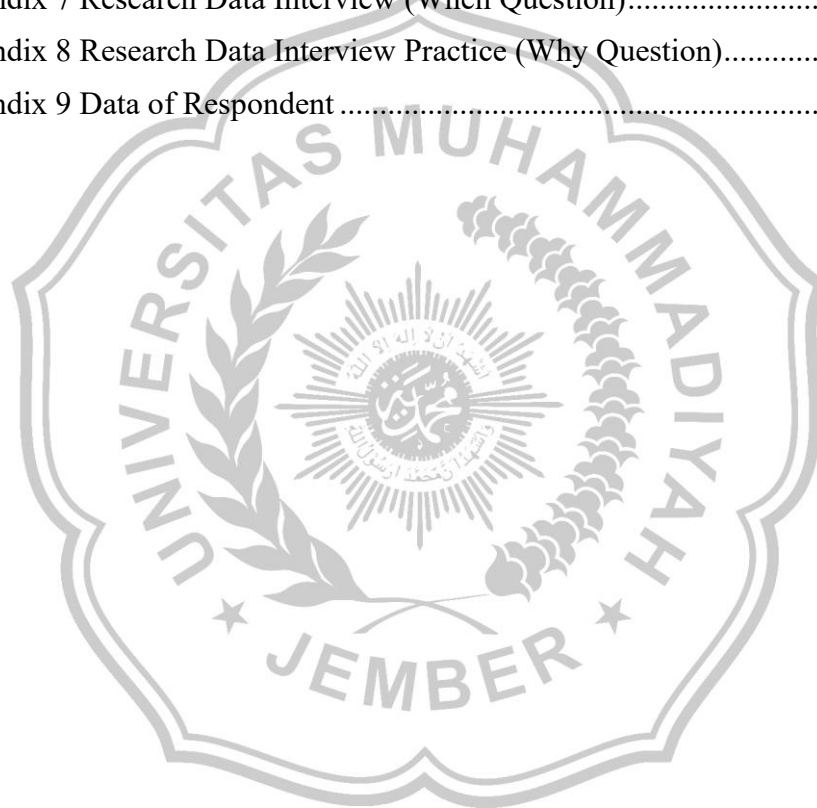 ndix 7 Research Data Interview (When Question)........................
ndix 8 Research Data Interview Practice (Why Question)............
ndix 9 Data of Respondent............................................................
UNIVERSITAS MUHAMMADIYAH
JEMBER